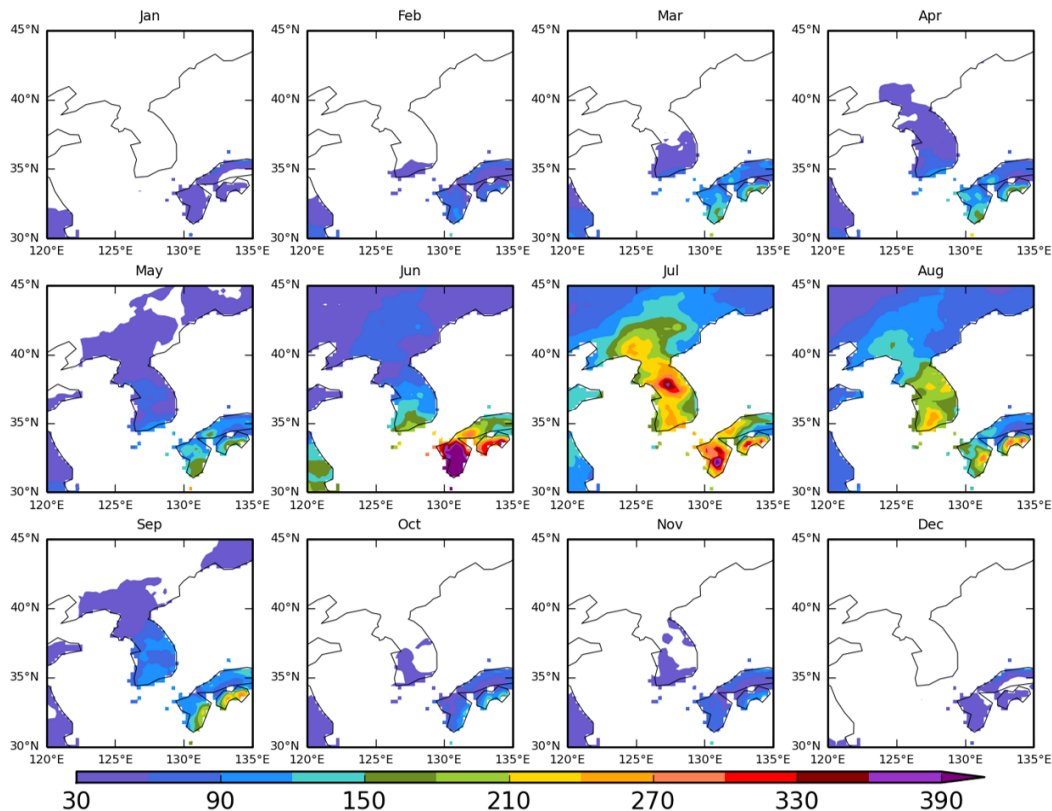 Jan Feb Mar Apr
45°N 45°N 45°N 45°N
40°N 40°N 40°N 40°N
35°N 35°N 35°N 35°N
30°N 30°N 30°N 30°N
120°E 125°E 130°E 135°E 120°E 125°E 130°E 135°E 120°E 125°E 130°E 135°E 120°E 125°E 130°E 135°E
May Jun Jul Aug
45°N 45°N 45°N 45°N
40°N 40°N 40°N 40°N
35°N 35°N 35°N 35°N
30°N 30°N 30°N 30°N
120°E 125°E 130°E 135°E 120°E 125°E 130°E 135°E 120°E 125°E 130°E 135°E 120°E 125°E 130°E 135°E
Sep Oct Nov Dec
45°N 45°N 45°N 45°N
40°N 40°N 40°N 40°N
35°N 35°N 35°N 35°N
30°N 30°N 30°N 30°N
120°E 125°E 130°E 135°E 120°E 125°E 130°E 135°E 120°E 125°E 130°E 135°E 120°E 125°E 130°E 135°E
30 90 150 210 270 330 390